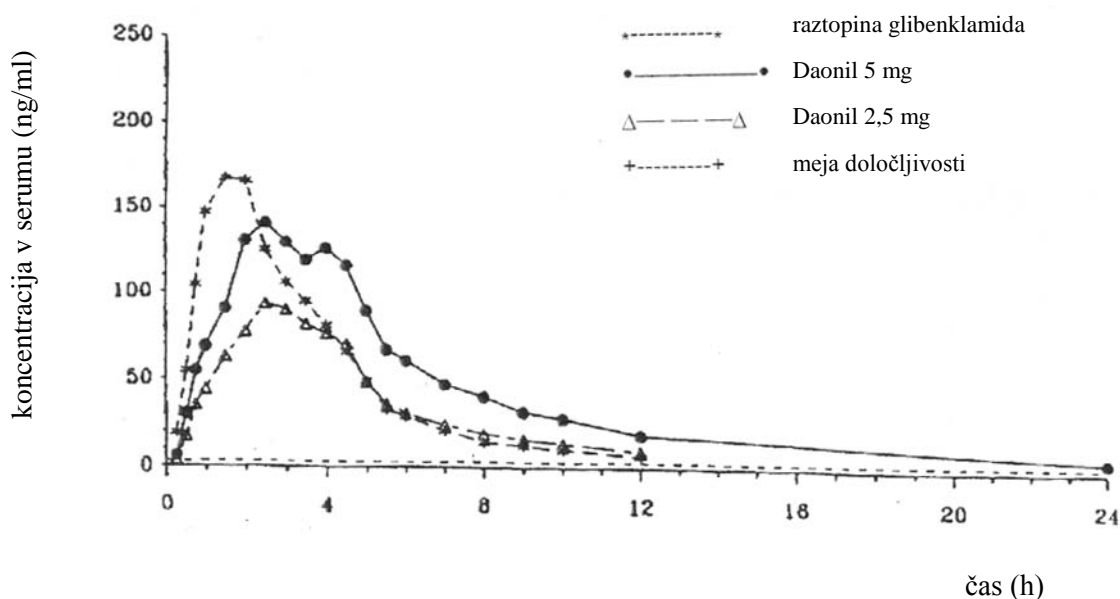 koncentracija v serumu (ng/ml)
250
200
150
100
50
0
raztopina glibenklamida
Daonil 5 mg
Daonil 2,5 mg
meja določljivosti
0 4 8 12 16 20 24
čas (h)